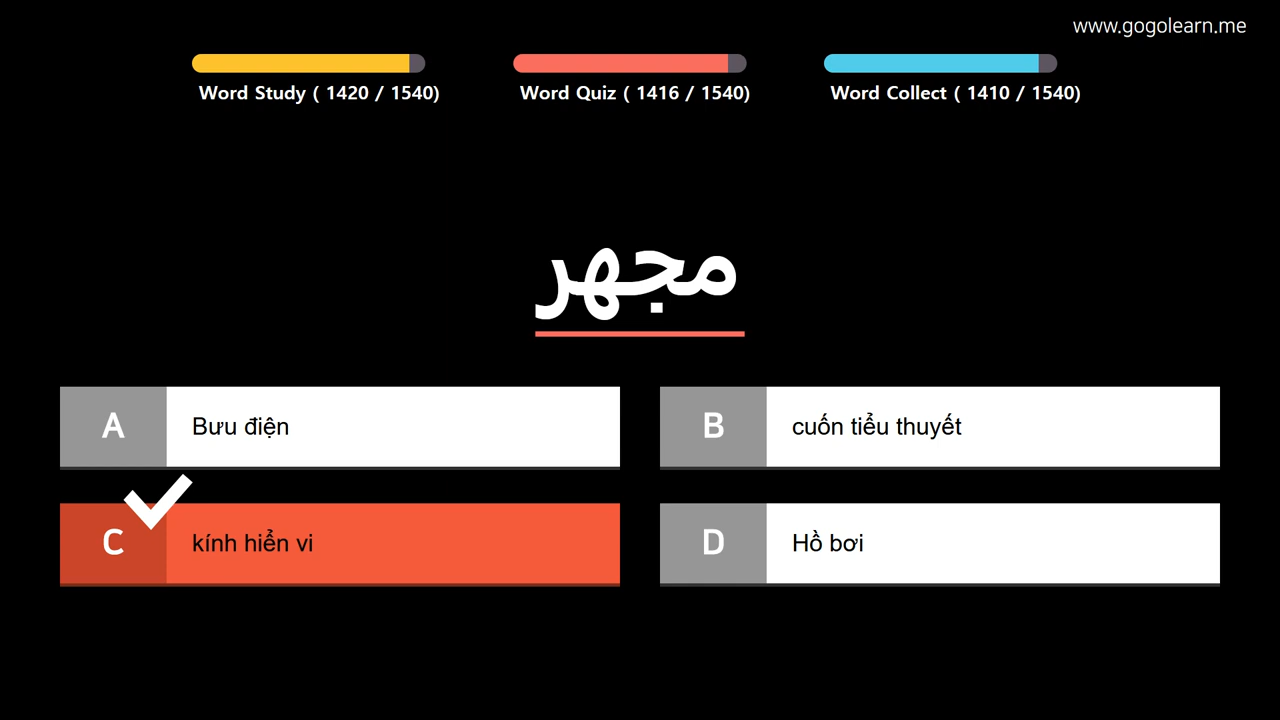 www.gogolearn.me
Word Study ( 1420 / 1540)
Word Quiz ( 1416 / 1540)
Word Collect ( 1410 / 1540)
مجهر
A Bưu điện
B cuốn tiểu thuyết
C kính hiển vi
D Hồ bơi